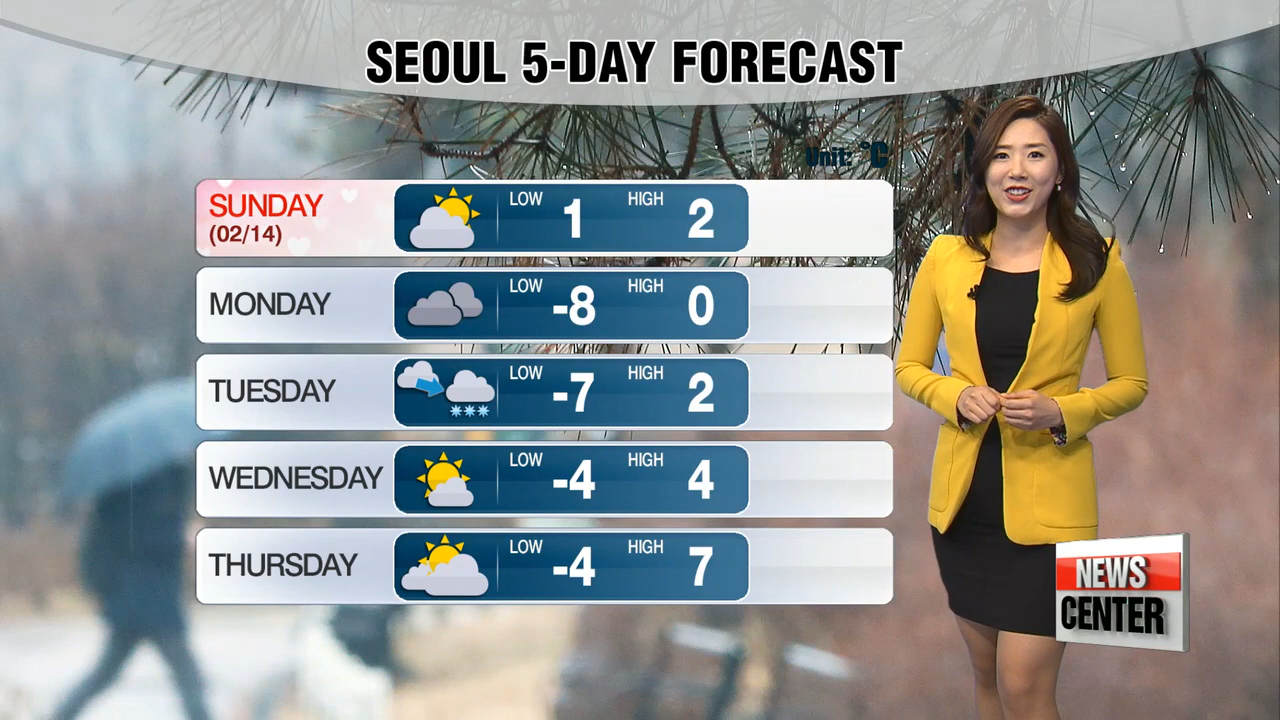 SEOUL 5-DAY FORECAST
Unit: °C
SUNDAY
(02/14)
LOW 1 HIGH 2
MONDAY LOW -8 HIGH 0
TUESDAY LOW -7 HIGH 2
WEDNESDAY LOW -4 HIGH 4
THURSDAY LOW -4 HIGH 7
NEWS
CENTER